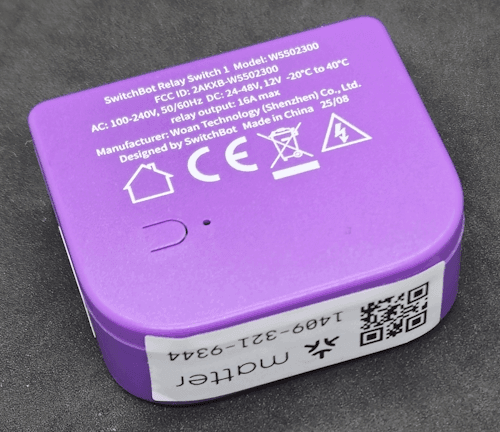 SwitchBot Relay Switch 1 Model: W5502300
FCC ID: 2AKXB-W5502300
AC: 100-240V, 50/60Hz DC: 24-48V, 12V -20°C to 40°C
relay output: 16A max
Manufacturer: Woan Technology (Shenzhen) Co., Ltd.
Designed by SwitchBot Made in China 25/08
CE
matter
1409-321-9344